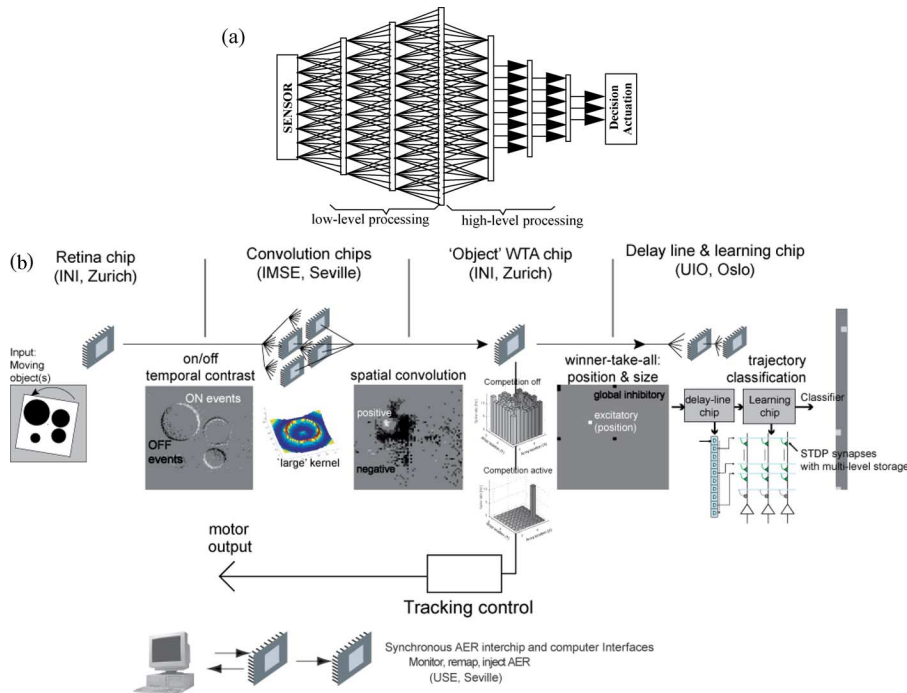 (a)
SENSOR
Decision
Actuation
low-level processing
high-level processing
(b)
Retina chip
(INI, Zurich)
Convolution chips
(IMSE, Seville)
'Object' WTA chip
(INI, Zurich)
Delay line & learning chip
(UIO, Oslo)
Input:
Moving
object(s)
on/off
temporal contrast
ON events
OFF
events
'large' kernel
spatial convolution
positive
negative
Competition off
Competition active
winner-take-all:
position & size
global inhibitory
excitatory
(position)
trajectory
classification
delay-line
chip
Learning
chip
Classifier
STDP synapses
with multi-level storage
motor
output
Tracking control
Synchronous AER interchip and computer Interfaces
Monitor, remap, inject AER
(USE, Seville)